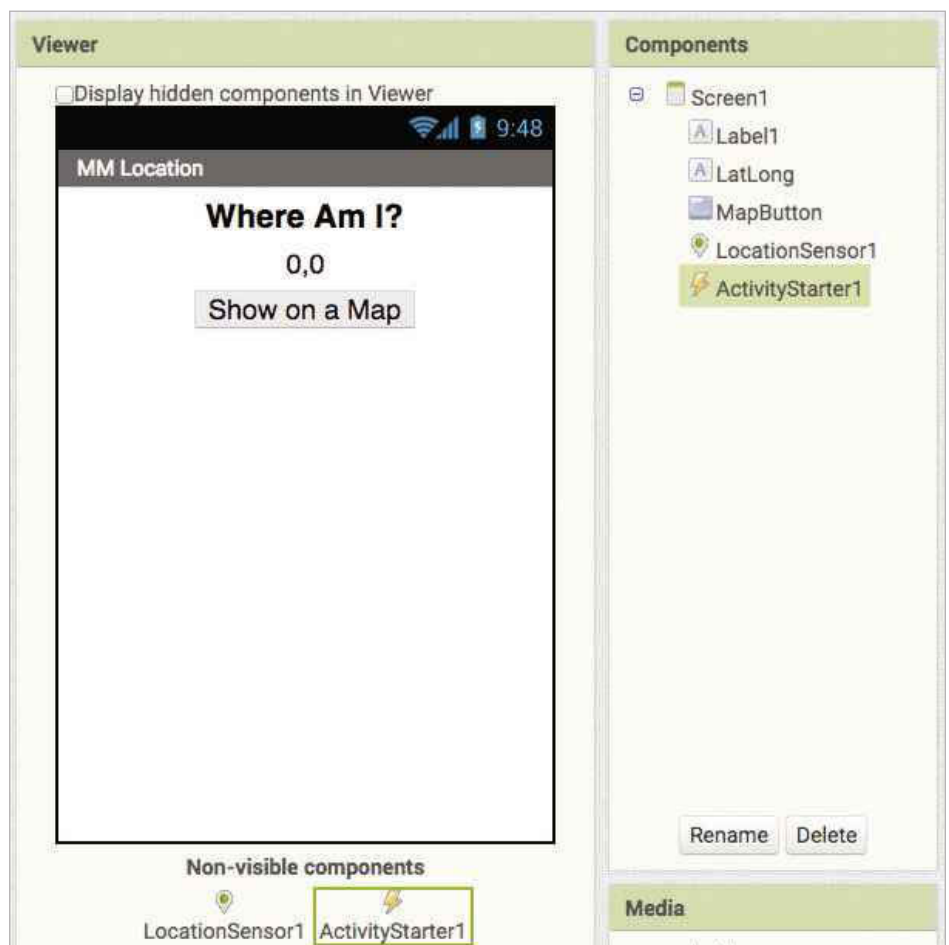 Viewer
Display hidden components in Viewer
9:48
MM Location
Where Am I?
0,0
Show on a Map
Non-visible components
LocationSensor1 ActivityStarter1
Components
Screen1
A Label1
A LatLong
MapButton
LocationSensor1
ActivityStarter1
Rename Delete
Media